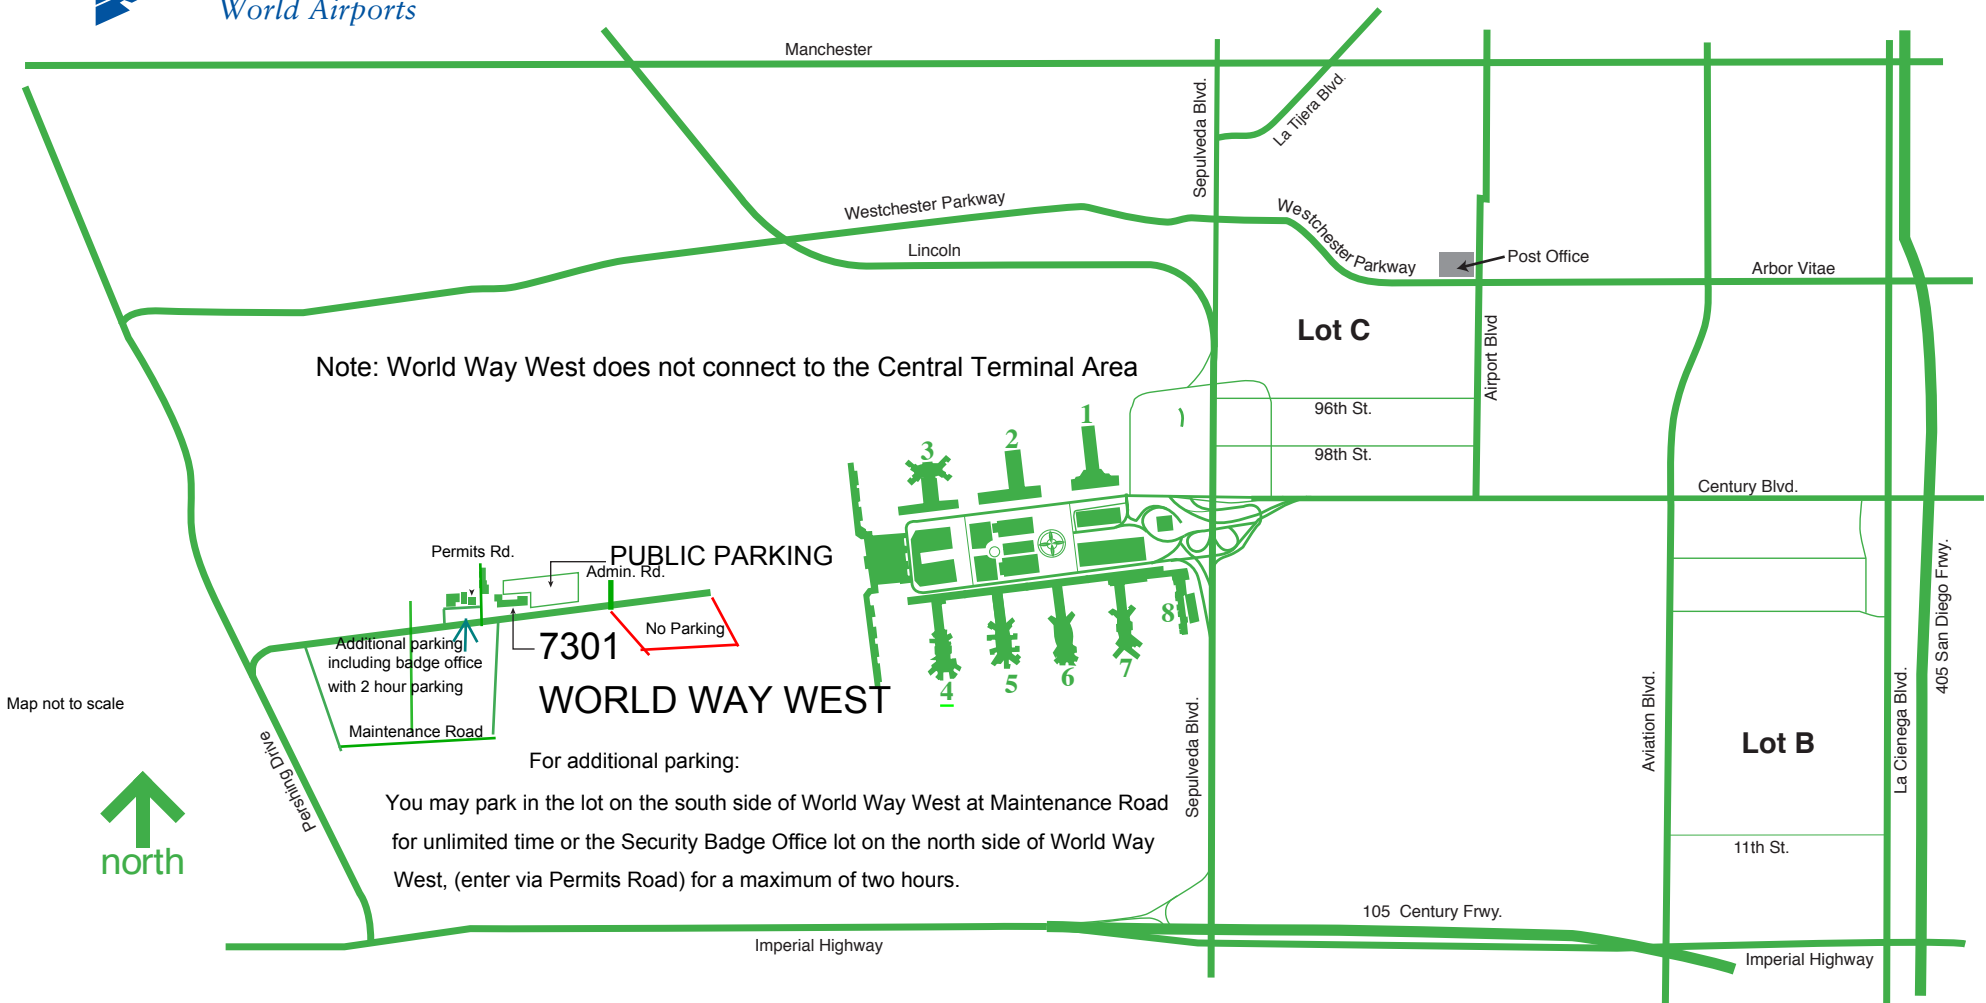 World Airports
Manchester
Sepulveda Blvd.
La Tijera Blvd.
Westchester Parkway
Westchester Parkway
Lincoln
Post Office
Arbor Vitae
Lot C
Airport Blvd
Note: World Way West does not connect to the Central Terminal Area
96th St.
98th St.
1
2
3
Century Blvd.
Permits Rd.
PUBLIC PARKING
Admin. Rd.
405 San Diego Frwy.
No Parking
8
7301
Additional parking
including badge office
with 2 hour parking
4
5
6
7
WORLD WAY WEST
Map not to scale
Maintenance Road
Pershing Drive
Sepulveda Blvd.
Aviation Blvd.
Lot B
La Cienega Blvd.
For additional parking:
You may park in the lot on the south side of World Way West at Maintenance Road
for unlimited time or the Security Badge Office lot on the north side of World Way
West, (enter via Permits Road) for a maximum of two hours.
north
11th St.
105 Century Frwy.
Imperial Highway
Imperial Highway